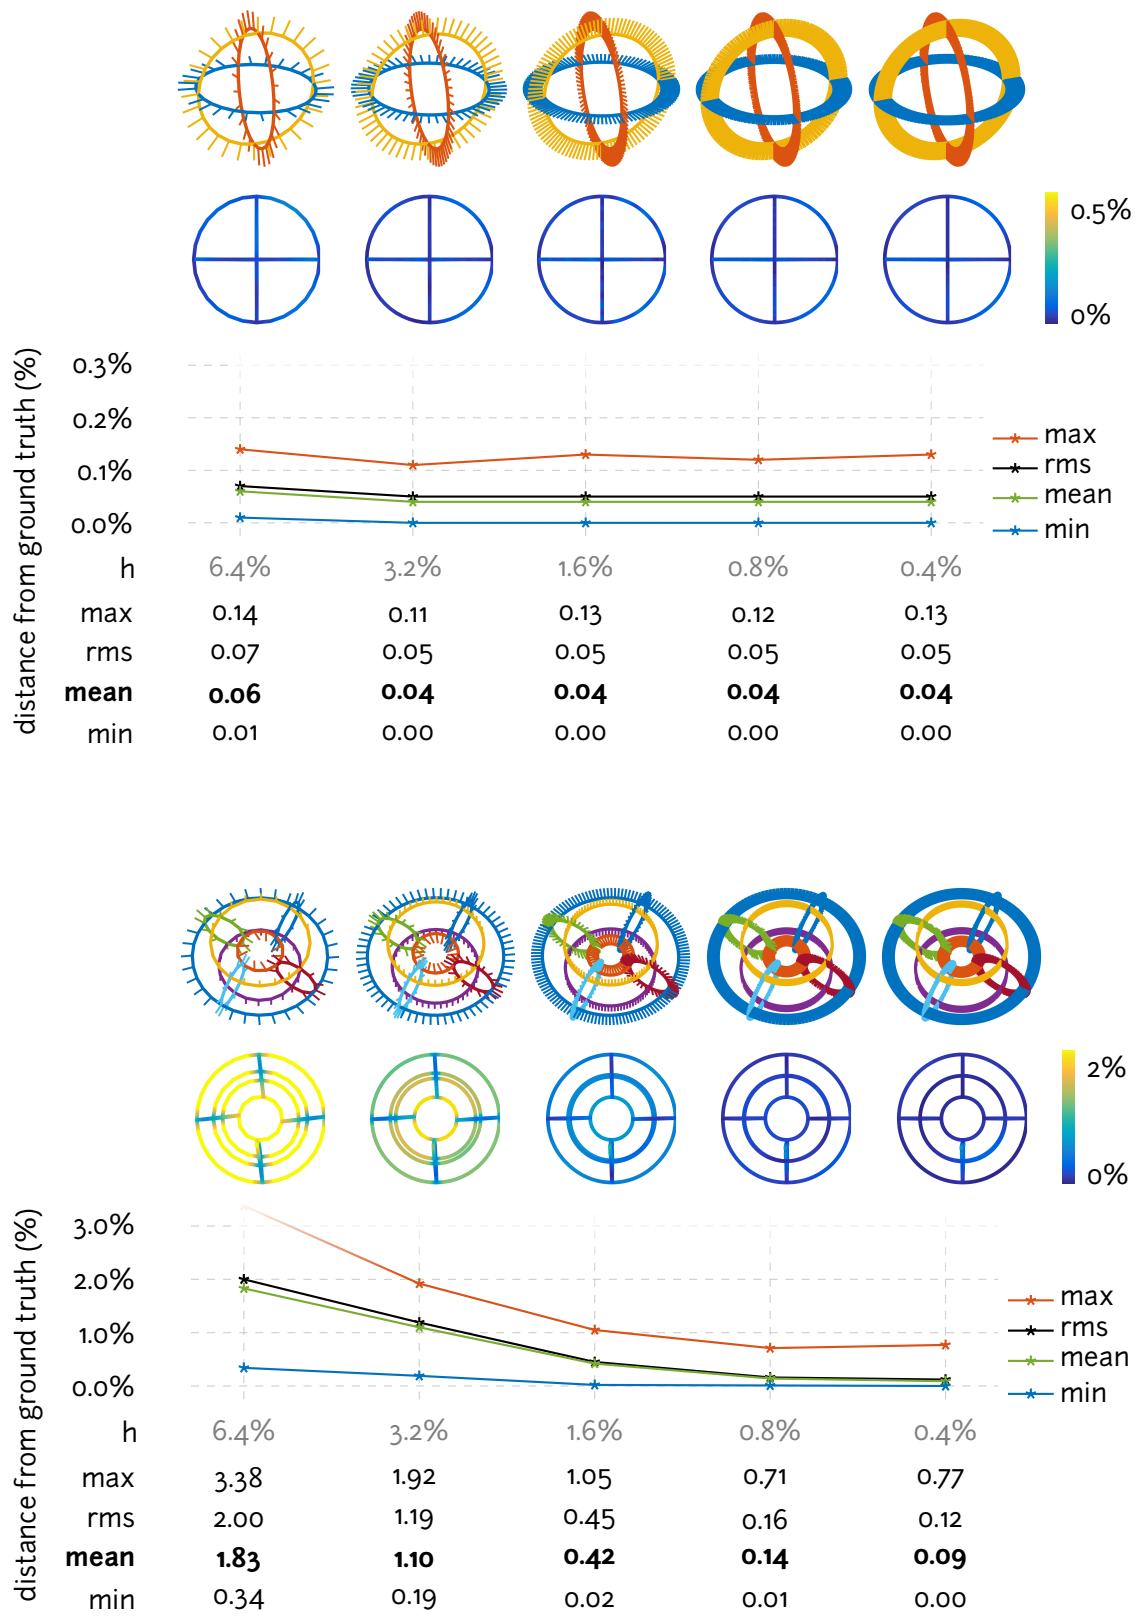 0.5%
0%
distance from ground truth (%)
0.3%
0.2%
0.1%
0.0%
max
rms
mean
min
h 6.4% 3.2% 1.6% 0.8% 0.4%
max 0.14 0.11 0.13 0.12 0.13
rms 0.07 0.05 0.05 0.05 0.05
mean 0.06 0.04 0.04 0.04 0.04
min 0.01 0.00 0.00 0.00 0.00
2%
0%
distance from ground truth (%)
3.0%
2.0%
1.0%
0.0%
max
rms
mean
min
h 6.4% 3.2% 1.6% 0.8% 0.4%
max 3.38 1.92 1.05 0.71 0.77
rms 2.00 1.19 0.45 0.16 0.12
mean 1.83 1.10 0.42 0.14 0.09
min 0.34 0.19 0.02 0.01 0.00